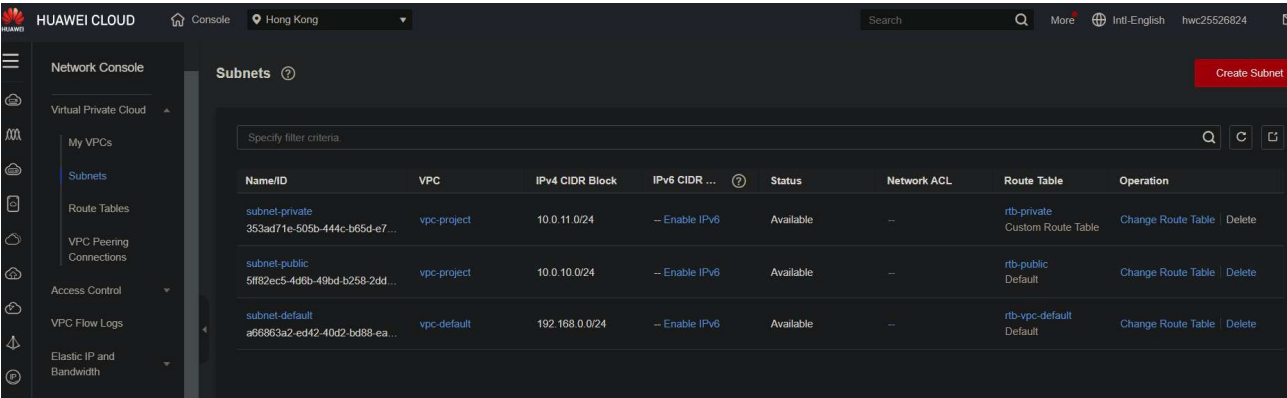 HUAWEI
HUAWEI CLOUD
Console
Hong Kong
Search
More
Intl-English
hwc25526824
Network Console
Virtual Private Cloud
My VPCs
Subnets
Route Tables
VPC Peering
Connections
Access Control
VPC Flow Logs
Elastic IP and
Bandwidth
Subnets
Create Subnet
Specify filter criteria.
Name/ID VPC IPv4 CIDR Block IPv6 CIDR ... Status Network ACL Route Table Operation
subnet-private
353ad71e-505b-444c-b65d-e7...
vpc-project
10.0.11.0/24
-- Enable IPv6
Available
--
rtb-private
Custom Route Table
Change Route Table | Delete
subnet-public
5ff82ec5-4d6b-49bd-b258-2dd...
vpc-project
10.0.10.0/24
-- Enable IPv6
Available
--
rtb-public
Default
Change Route Table | Delete
subnet-default
a66863a2-ed42-40d2-bd88-ea...
vpc-default
192.168.0.0/24
-- Enable IPv6
Available
--
rtb-vpc-default
Default
Change Route Table | Delete